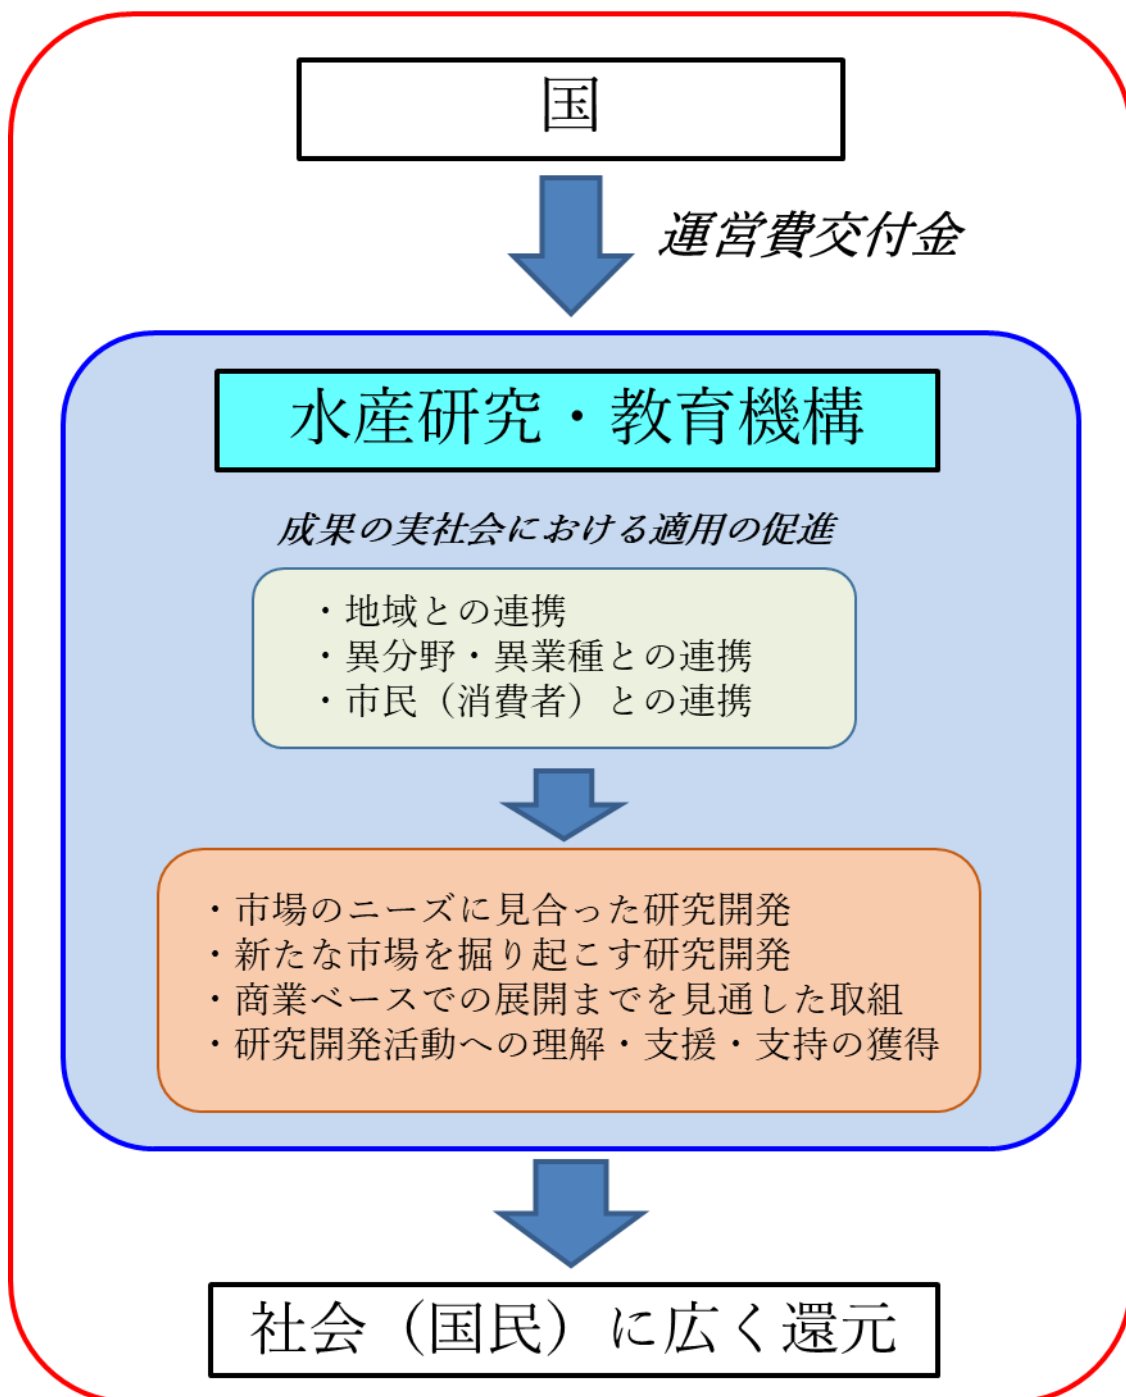 国
運営費交付金
水産研究・教育機構
成果の実社会における適用の促進
・地域との連携
・異分野・異業種との連携
・市民（消費者）との連携
・市場のニーズに見合った研究開発
・新たな市場を掘り起こす研究開発
・商業ベースでの展開までを見通した取組
・研究開発活動への理解・支援・支持の獲得
社会（国民）に広く還元